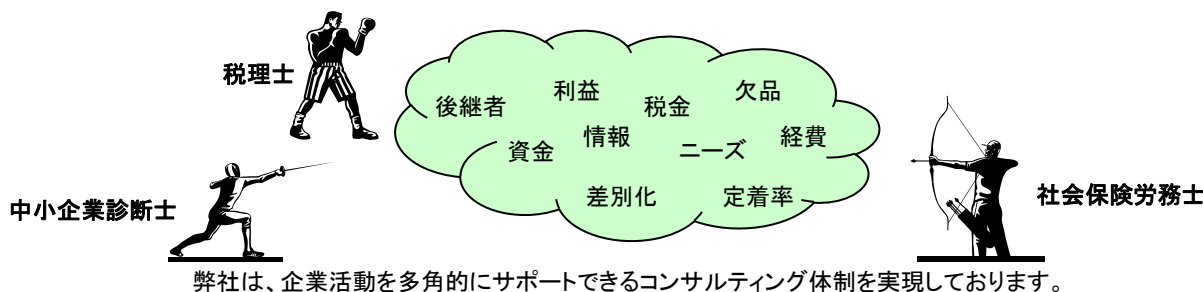 税理士
後継者
利益
税金
欠品
資金
情報
ニーズ
経費
差別化
定着率
中小企業診断士
社会保険労務士
弊社は、企業活動を多角的にサポートできるコンサルティング体制を実現しております。